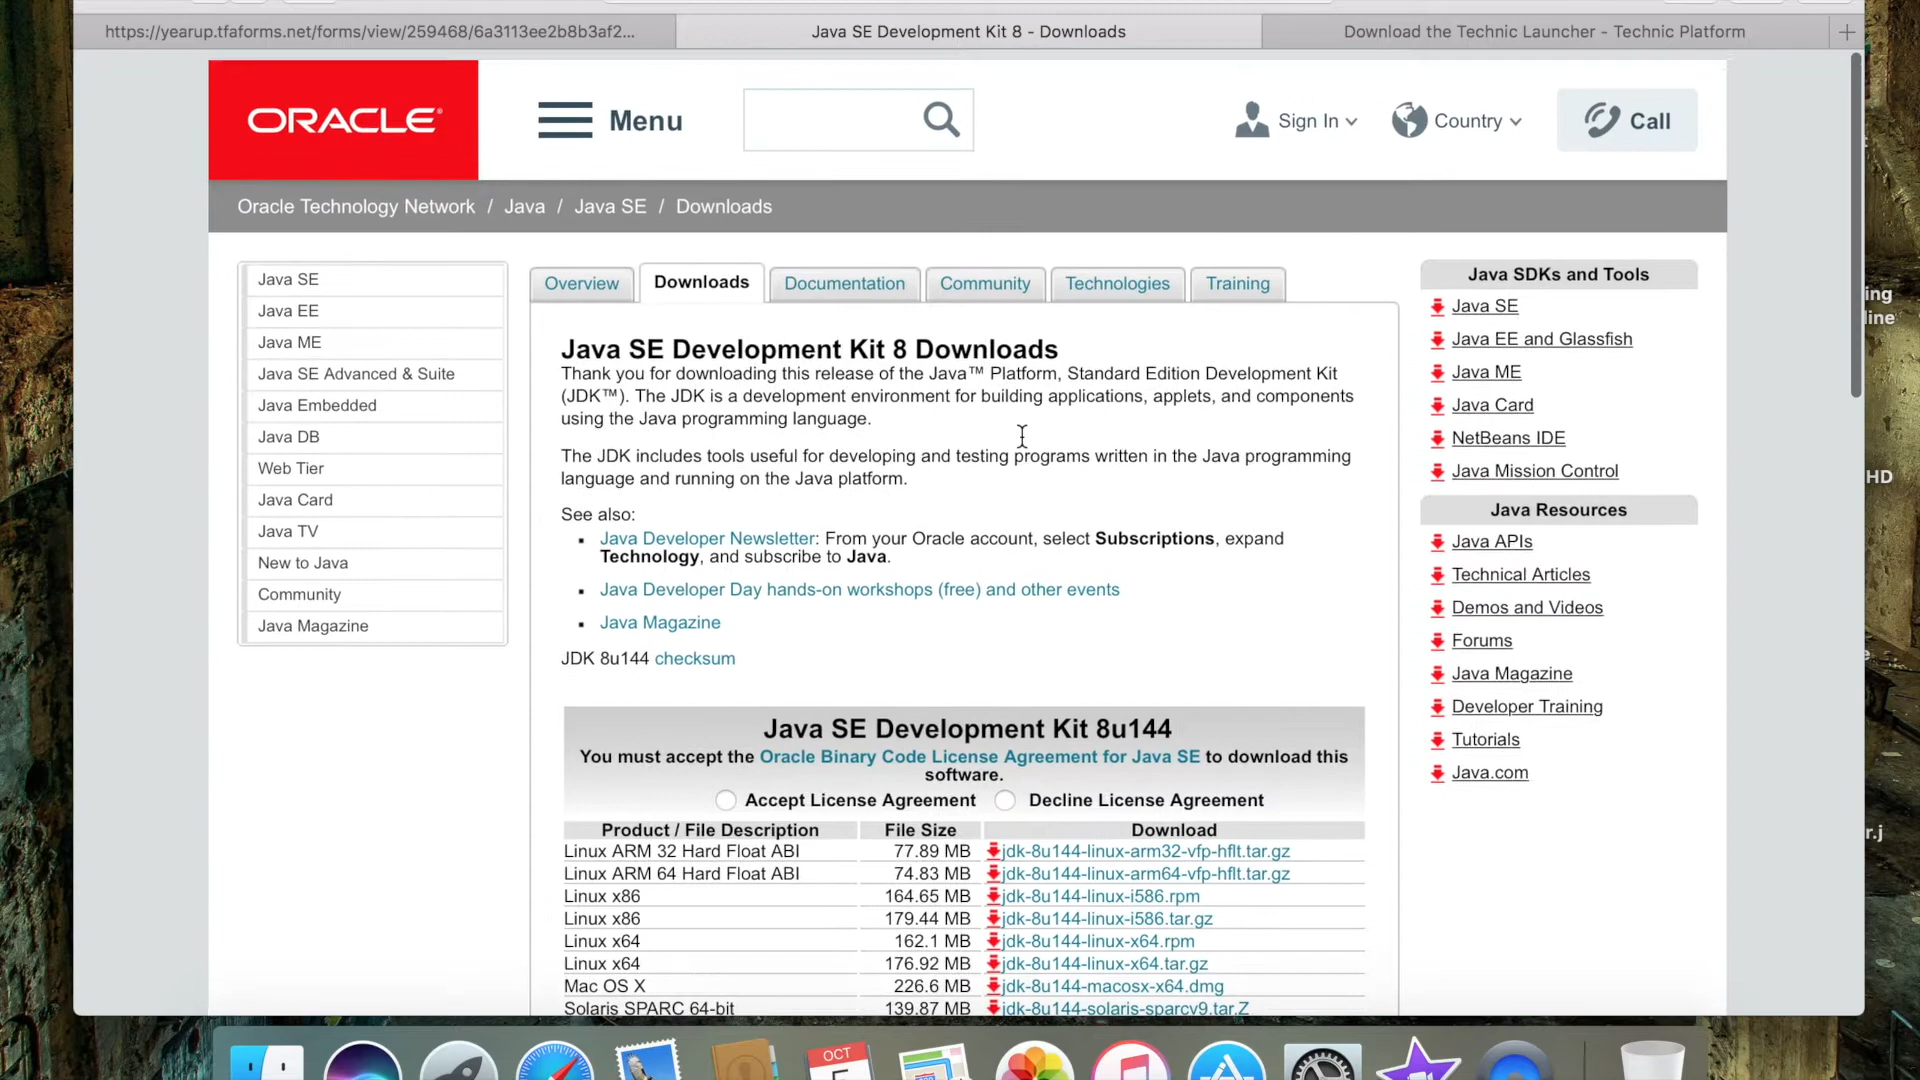 https://yearup.tfaforms.net/forms/view/259468/6a3113ee2b8b3af2...
Java SE Development Kit 8 - Downloads
Download the Technic Launcher - Technic Platform
ORACLE
Menu
Sign In
Country
Call
Oracle Technology Network / Java / Java SE / Downloads
Java SE
Java EE
Java ME
Java SE Advanced & Suite
Java Embedded
Java DB
Web Tier
Java Card
Java TV
New to Java
Community
Java Magazine
Overview
Downloads
Documentation
Community
Technologies
Training
Java SE Development Kit 8 Downloads
Thank you for downloading this release of the Java™ Platform, Standard Edition Development Kit
(JDK™). The JDK is a development environment for building applications, applets, and components
using the Java programming language.
The JDK includes tools useful for developing and testing programs written in the Java programming
language and running on the Java platform.
See also:
Java Developer Newsletter: From your Oracle account, select Subscriptions, expand
Technology, and subscribe to Java.
Java Developer Day hands-on workshops (free) and other events
Java Magazine
JDK 8u144 checksum
Java SE Development Kit 8u144
You must accept the Oracle Binary Code License Agreement for Java SE to download this
software.
Accept License Agreement Decline License Agreement
Product / File Description File Size Download
Linux ARM 32 Hard Float ABI 77.89 MB jdk-8u144-linux-arm32-vfp-hflt.tar.gz
Linux ARM 64 Hard Float ABI 74.83 MB jdk-8u144-linux-arm64-vfp-hflt.tar.gz
Linux x86 164.65 MB jdk-8u144-linux-i586.rpm
Linux x86 179.44 MB jdk-8u144-linux-i586.tar.gz
Linux x64 162.1 MB jdk-8u144-linux-x64.rpm
Linux x64 176.92 MB jdk-8u144-linux-x64.tar.gz
Mac OS X 226.6 MB jdk-8u144-macosx-x64.dmg
Solaris SPARC 64-bit 139.87 MB jdk-8u144-solaris-sparcv9.tar.Z
Java SDKs and Tools
Java SE
Java EE and Glassfish
Java ME
Java Card
NetBeans IDE
Java Mission Control
Java Resources
Java APIs
Technical Articles
Demos and Videos
Forums
Java Magazine
Developer Training
Tutorials
Java.com
ing
line
HD
r.j
OCT